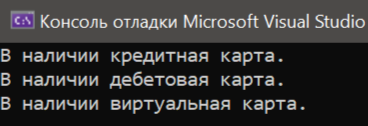 C:\ Консоль отладки Microsoft Visual Studio
В наличии кредитная карта.
В наличии дебетовая карта.
В наличии виртуальная карта.